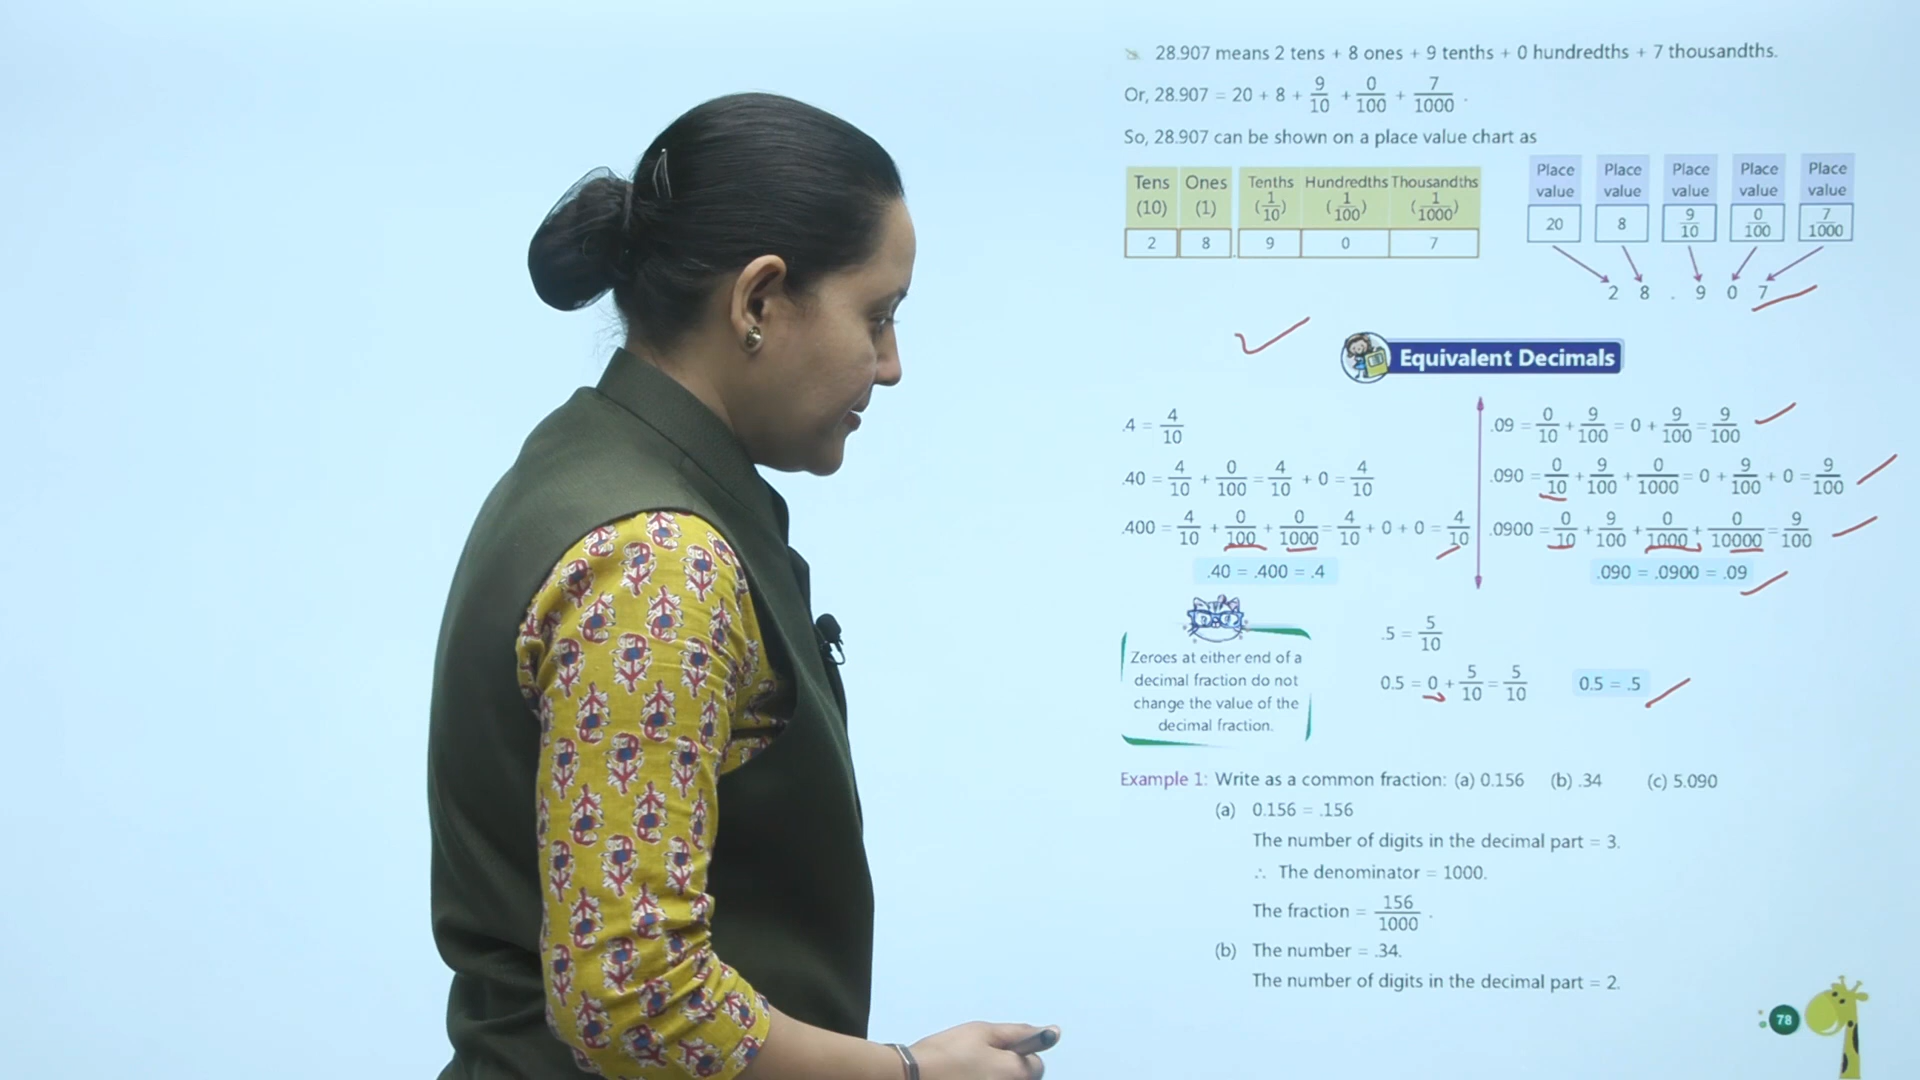 28.907 means 2 tens + 8 ones + 9 tenths + 0 hundredths + 7 thousandths.
Or, 28.907 = 20 + 8 + 9/10 + 0/100 + 7/1000 .
So, 28.907 can be shown on a place value chart as
Tens (10) Ones (1) Tenths (1/10) Hundredths (1/100) Thousandths (1/1000)
2 8 . 9 0 7
Place value Place value Place value Place value Place value
20 8 9/10 0/100 7/1000
2 8 . 9 0 7
Equivalent Decimals
.4 = 4/10
.40 = 4/10 + 0/100 = 4/10 + 0 = 4/10
.400 = 4/10 + 0/100 + 0/1000 = 4/10 + 0 + 0 = 4/10
.40 = .400 = .4
.09 = 0/10 + 9/100 = 0 + 9/100 = 9/100
.090 = 0/10 + 9/100 + 0/1000 = 0 + 9/100 + 0 = 9/100
.0900 = 0/10 + 9/100 + 0/1000 + 0/10000 = 9/100
.090 = .0900 = .09
Zeroes at either end of a
decimal fraction do not
change the value of the
decimal fraction.
.5 = 5/10
0.5 = 0 + 5/10 = 5/10
0.5 = .5
Example 1: Write as a common fraction: (a) 0.156 (b) .34 (c) 5.090
(a) 0.156 = .156
The number of digits in the decimal part = 3.
∴ The denominator = 1000.
The fraction = 156/1000 .
(b) The number = .34.
The number of digits in the decimal part = 2.
78